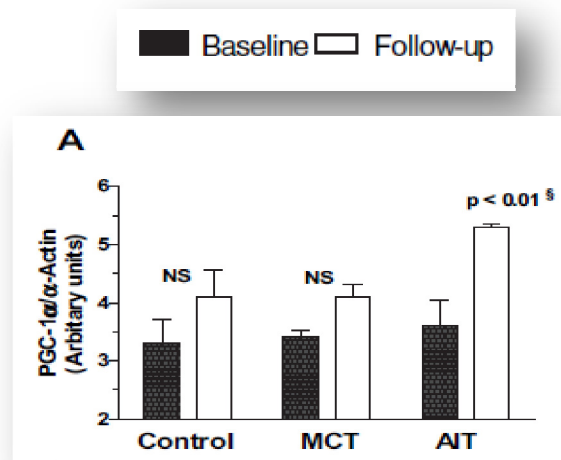 Baseline Follow-up
A
PGC-1α/α-Actin
(Arbitary units)
6
5
4
3
2
NS
NS
p < 0.01 §
Control MCT AIT